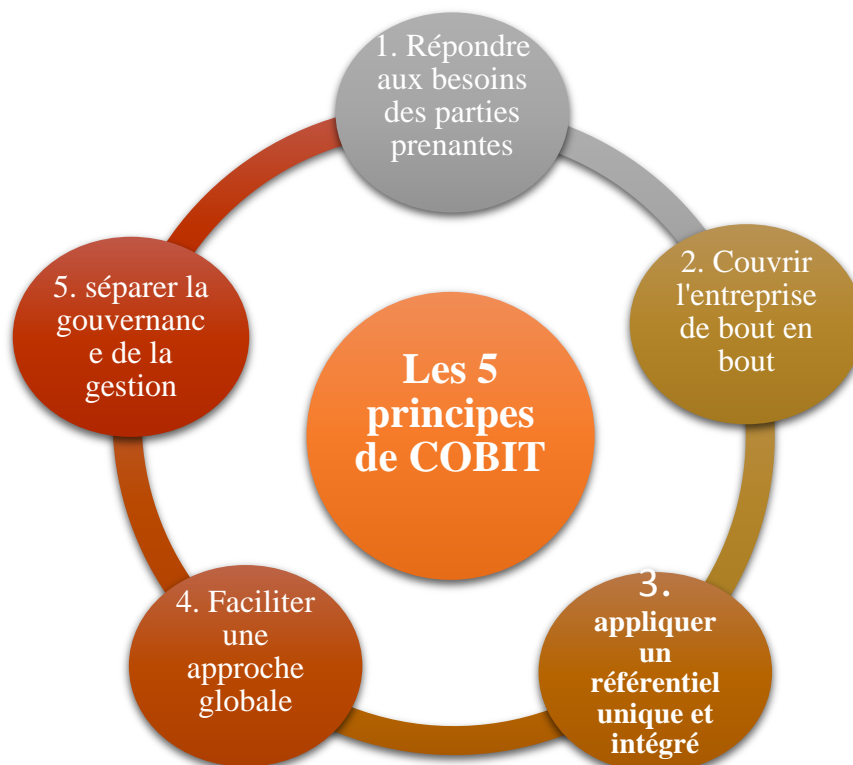 1. Répondre
aux besoins
des parties
prenantes
2. Couvrir
l'entreprise
de bout en
bout
3.
appliquer
un
référentiel
unique et
intégré
4. Faciliter
une
approche
globale
5. séparer la
gouvernanc
e de la
gestion
Les 5
principes
de COBIT